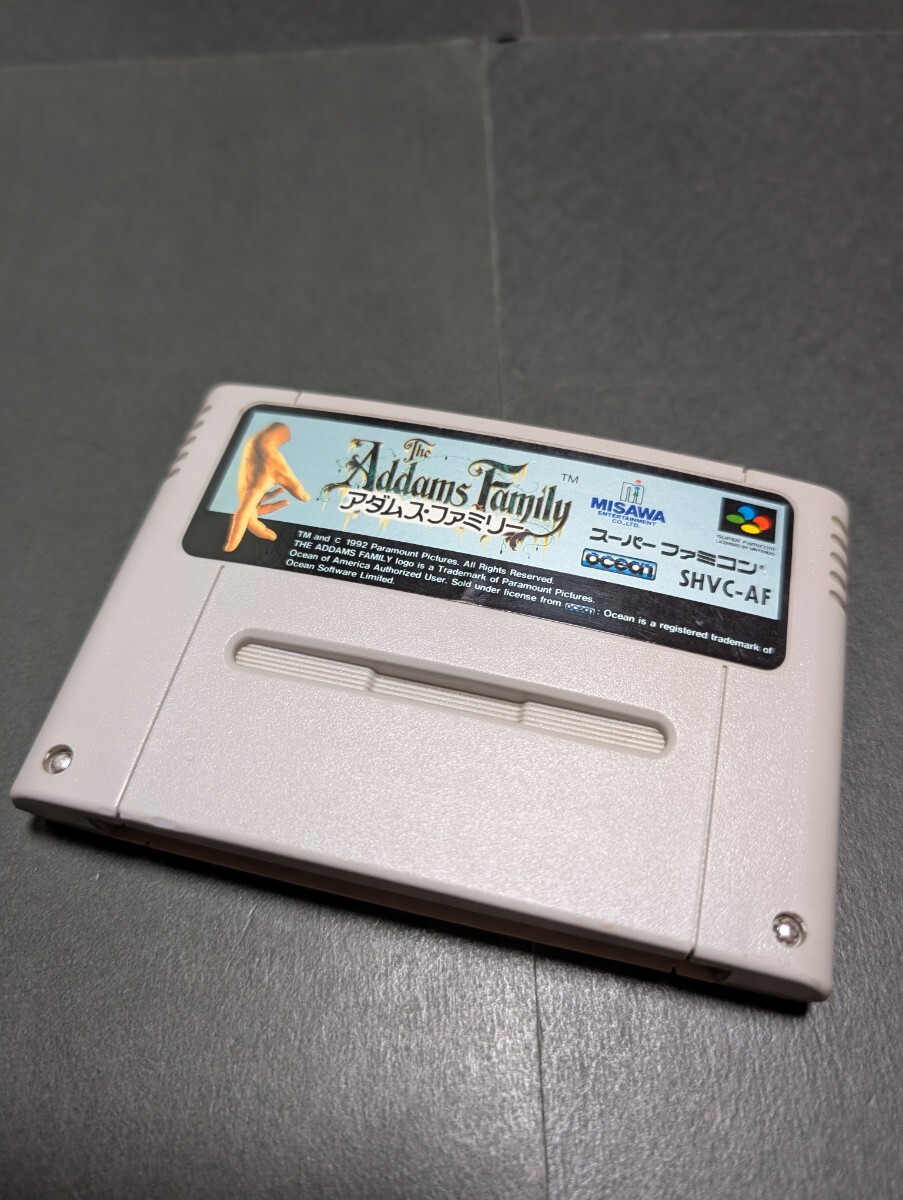 The
Addams Family™
アダムス・ファミリー
MISAWA
ENTERTAINMENT
CO.,LTD.
SUPER FAMICOM
LICENSED BY NINTENDO
スーパーファミコン®
ocean SHVC-AF
TM and C 1992 Paramount Pictures. All Rights Reserved.
THE ADDAMS FAMILY logo is a Trademark of Paramount Pictures.
Ocean of America Authorized User. Sold under license from ocean: Ocean is a registered trademark of
Ocean Software Limited.